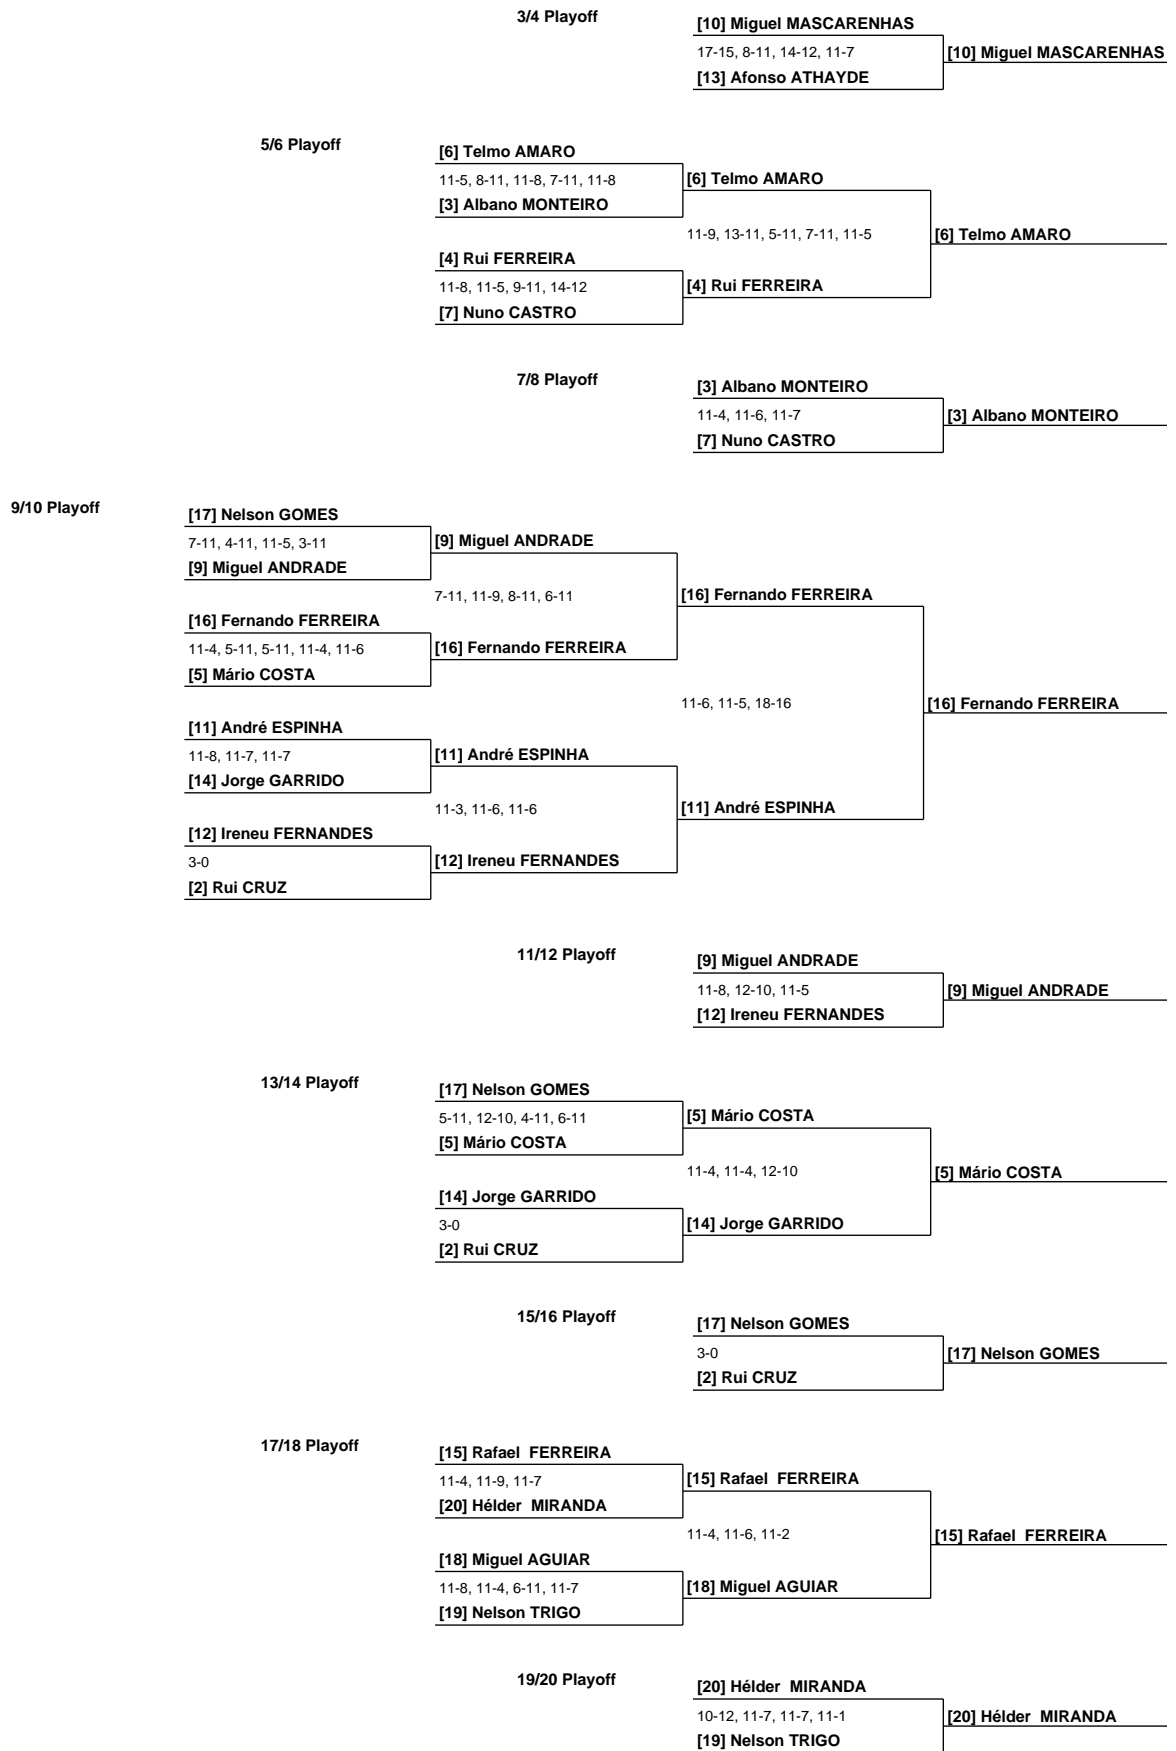 3/4 Playoff
[10] Miguel MASCARENHAS
17-15, 8-11, 14-12, 11-7
[10] Miguel MASCARENHAS
[13] Afonso ATHAYDE
5/6 Playoff
[6] Telmo AMARO
11-5, 8-11, 11-8, 7-11, 11-8
[6] Telmo AMARO
[3] Albano MONTEIRO
11-9, 13-11, 5-11, 7-11, 11-5
[6] Telmo AMARO
[4] Rui FERREIRA
11-8, 11-5, 9-11, 14-12
[4] Rui FERREIRA
[7] Nuno CASTRO
7/8 Playoff
[3] Albano MONTEIRO
11-4, 11-6, 11-7
[3] Albano MONTEIRO
[7] Nuno CASTRO
9/10 Playoff
[17] Nelson GOMES
7-11, 4-11, 11-5, 3-11
[9] Miguel ANDRADE
[9] Miguel ANDRADE
7-11, 11-9, 8-11, 6-11
[16] Fernando FERREIRA
[16] Fernando FERREIRA
11-4, 5-11, 5-11, 11-4, 11-6
[16] Fernando FERREIRA
[5] Mário COSTA
11-6, 11-5, 18-16
[16] Fernando FERREIRA
[11] André ESPINHA
11-8, 11-7, 11-7
[11] André ESPINHA
[14] Jorge GARRIDO
11-3, 11-6, 11-6
[11] André ESPINHA
[12] Ireneu FERNANDES
3-0
[12] Ireneu FERNANDES
[2] Rui CRUZ
11/12 Playoff
[9] Miguel ANDRADE
11-8, 12-10, 11-5
[9] Miguel ANDRADE
[12] Ireneu FERNANDES
13/14 Playoff
[17] Nelson GOMES
5-11, 12-10, 4-11, 6-11
[5] Mário COSTA
[5] Mário COSTA
11-4, 11-4, 12-10
[5] Mário COSTA
[14] Jorge GARRIDO
3-0
[14] Jorge GARRIDO
[2] Rui CRUZ
15/16 Playoff
[17] Nelson GOMES
3-0
[17] Nelson GOMES
[2] Rui CRUZ
17/18 Playoff
[15] Rafael FERREIRA
11-4, 11-9, 11-7
[15] Rafael FERREIRA
[20] Hélder MIRANDA
11-4, 11-6, 11-2
[15] Rafael FERREIRA
[18] Miguel AGUIAR
11-8, 11-4, 6-11, 11-7
[18] Miguel AGUIAR
[19] Nelson TRIGO
19/20 Playoff
[20] Hélder MIRANDA
10-12, 11-7, 11-7, 11-1
[20] Hélder MIRANDA
[19] Nelson TRIGO